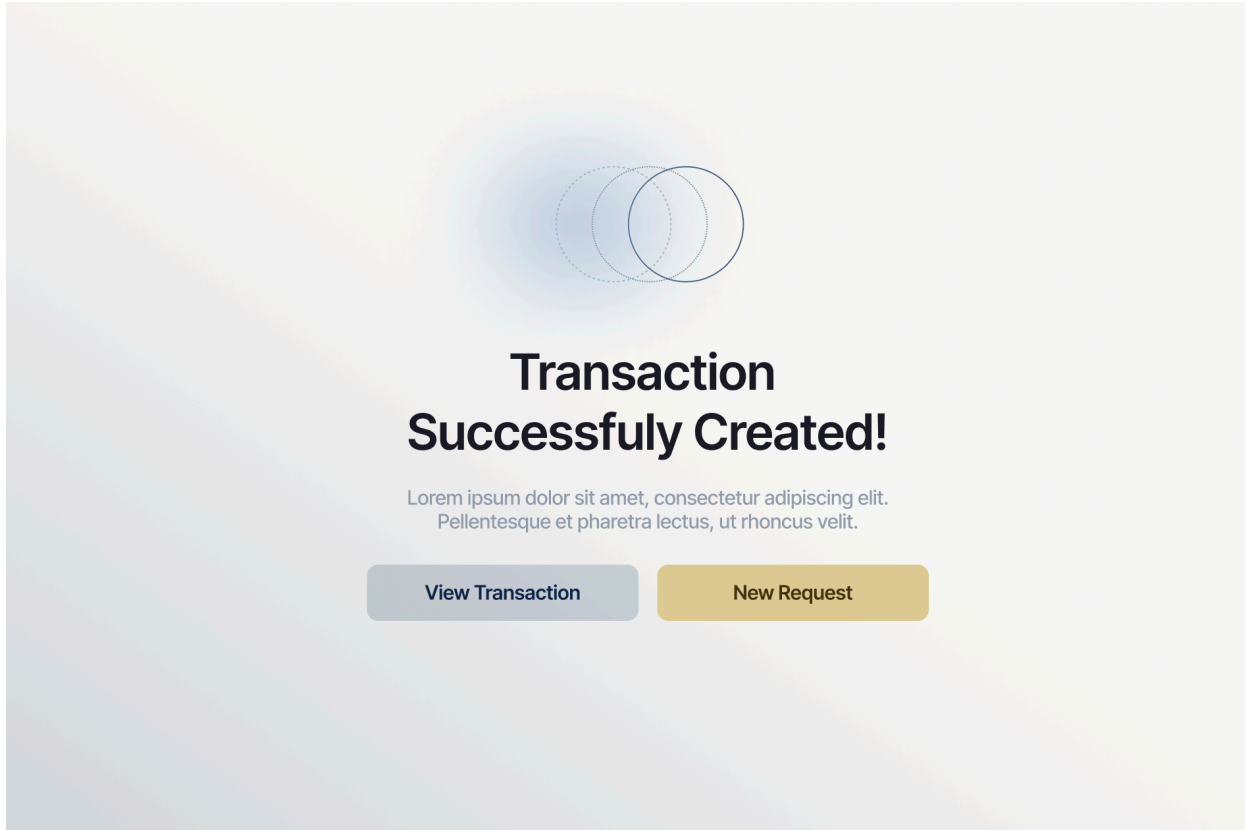 Transaction
Successfuly Created!
Lorem ipsum dolor sit amet, consectetur adipiscing elit.
Pellentesque et pharetra lectus, ut rhoncus velit.
View Transaction
New Request